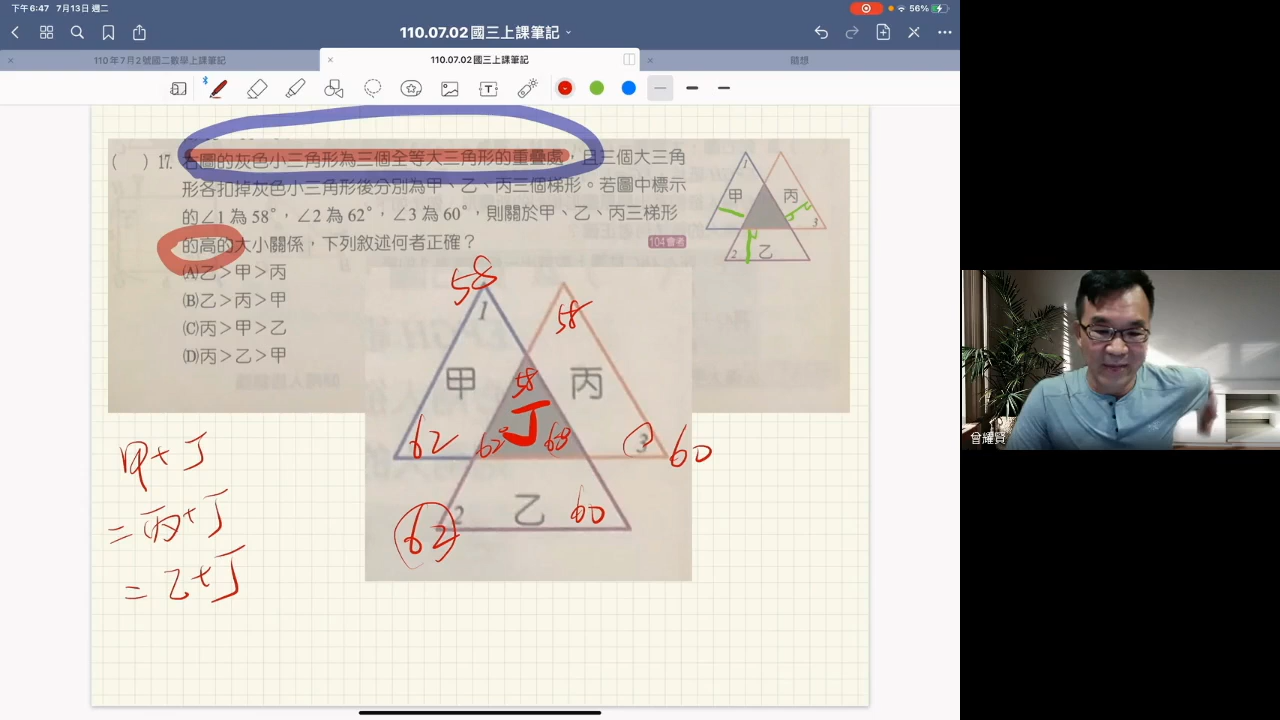 下午6:47 7月13日 週二
56%
110.07.02國三上課筆記
110年7月2號國二數學上課筆記
110.07.02國三上課筆記
隨想
( ) 17. 右圖的灰色小三角形為三個全等大三角形的重疊處，且三個大三角
形各扣掉灰色小三角形後分別為甲、乙、丙三個梯形。若圖中標示
的∠1為58°，∠2為62°，∠3為60°，則關於甲、乙、丙三梯形
的高的大小關係，下列敘述何者正確？
104會考
(A)乙＞甲＞丙
(B)乙＞丙＞甲
(C)丙＞甲＞乙
(D)丙＞乙＞甲
1
甲 丙
3
2 乙
58
1
58
甲 58 丙
丁
62 62° 60 3 60
2 乙 60
62
甲+丁
=丙+丁
=乙+丁
曾耀賢